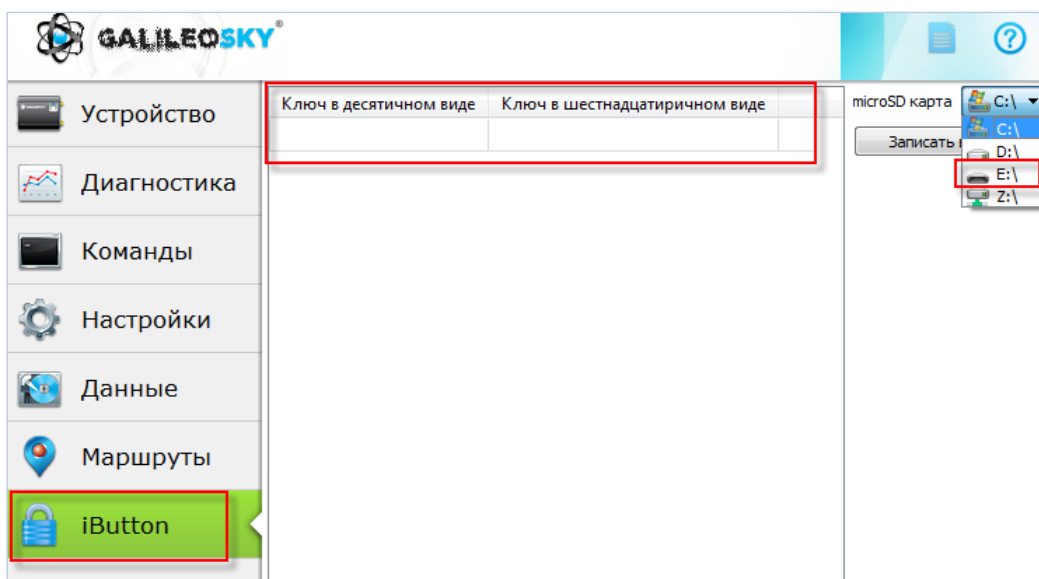 GALILEOSKY®
Устройство
Диагностика
Команды
Настройки
Данные
Маршруты
iButton
Ключ в десятичном виде Ключ в шестнадцатиричном виде
microSD карта C:\
Записать
C:\
D:\
E:\
Z:\